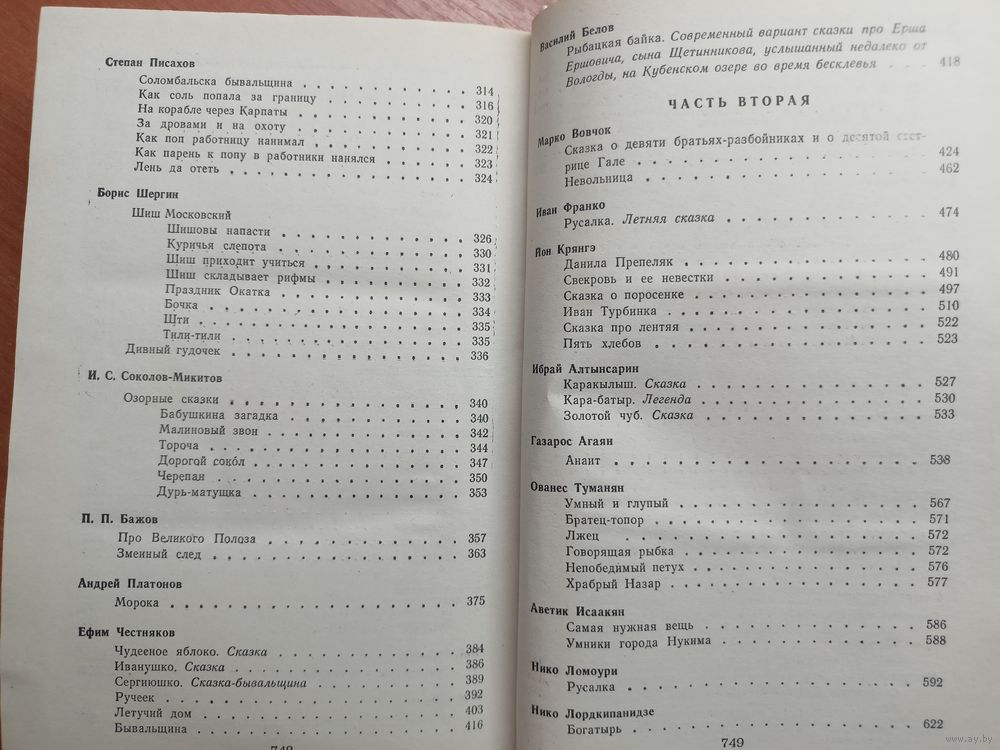 Степан Писахов
Соломбальска бывальщина . . . . . . . . . . 314
Как соль попала за границу . . . . . . . . . 316
На корабле через Карпаты . . . . . . . . . . 320
За дровами и на охоту . . . . . . . . . . 321
Как поп работницу нанимал . . . . . . . . . 322
Как парень к попу в работники нанялся . . . . . . 323
Лень да отеть . . . . . . . . . . . . . 324
Борис Шергин
Шиш Московский
Шишовы напасти . . . . . . . . . . . 326
Куричья слепота . . . . . . . . . . . 330
Шиш приходит учиться . . . . . . . . . 331
Шиш складывает рифмы . . . . . . . . . 332
Праздник Окатка . . . . . . . . . . . 333
Бочка . . . . . . . . . . . . . . 334
Шти . . . . . . . . . . . . . . 335
Тили-тили . . . . . . . . . . . . . 335
Дивный гудочек . . . . . . . . . . . . 336
И. С. Соколов-Микитов
Озорные сказки . . . . . . . . . . . . 340
Бабушкина загадка . . . . . . . . . . 340
Малиновый звон . . . . . . . . . . . 342
Тороча . . . . . . . . . . . . . 344
Дорогой сокол . . . . . . . . . . . 347
Черепан . . . . . . . . . . . . . 350
Дурь-матущка . . . . . . . . . . . 353
П. П. Бажов
Про Великого Полоза . . . . . . . . . . 357
Змеиный след . . . . . . . . . . . . 363
Андрей Платонов
Морока . . . . . . . . . . . . . . 375
Ефим Честняков
Чудеенoe яблоко. Сказка . . . . . . . . . . 384
Иванушко. Сказка . . . . . . . . . . . . 386
Сергиюшко. Сказка-бывальщина . . . . . . . . 389
Ручеек . . . . . . . . . . . . . . . 392
Летучий дом . . . . . . . . . . . . . 403
Бывальщина . . . . . . . . . . . . . 416
748
Василий Белов
Рыбацкая байка. Современный вариант сказки про Ерша
Ершовича, сына Щетинникова, услышанный недалеко от
Вологды, на Кубенском озере во время бесклевья . . . 418
ЧАСТЬ ВТОРАЯ
Марко Вовчок
Сказка о девяти братьях-разбойниках и о десятой сест-
рице Гале . . . . . . . . . . . . . 424
Невольница . . . . . . . . . . . . . 462
Иван Франко
Русалка. Летняя сказка . . . . . . . . . . 474
Ион Крянгэ
Данила Препеляк . . . . . . . . . . . . 480
Свекровь и ее невестки . . . . . . . . . . 491
Сказка о поросенке . . . . . . . . . . . 497
Иван Турбинка . . . . . . . . . . . . 510
Сказка про лентяя . . . . . . . . . . . 522
Пять хлебов . . . . . . . . . . . . . 523
Ибрай Алтынсарин
Каракылыш. Сказка . . . . . . . . . . . 527
Кара-батыр. Легенда . . . . . . . . . . . 530
Золотой чуб. Сказка . . . . . . . . . . . 533
Газарос Агаян
Анаит . . . . . . . . . . . . . . . 538
Ованес Туманян
Умный и глупый . . . . . . . . . . . . 567
Братец-топор . . . . . . . . . . . . . 571
Лжец . . . . . . . . . . . . . . . 572
Говорящая рыбка . . . . . . . . . . . . 572
Непобедимый петух . . . . . . . . . . . 576
Храбрый Назар . . . . . . . . . . . . 577
Аветик Исаакян
Самая нужная вещь . . . . . . . . . . . 586
Умники города Нукима . . . . . . . . . . 588
Нико Ломоури
Русалка . . . . . . . . . . . . . . 592
Нико Лордкипанидзе
Богатырь . . . . . . . . . . . . . . 622
749
www.ay.by